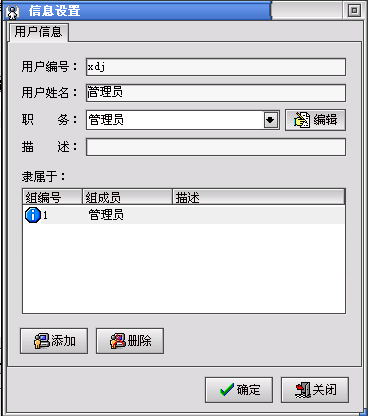 信息设置
用户信息
用户编号： xdj
用户姓名： 管理员
职 务： 管理员 编辑
描 述：
隶属于：
组编号 组成员 描述
1 管理员
添加 删除
确定 关闭